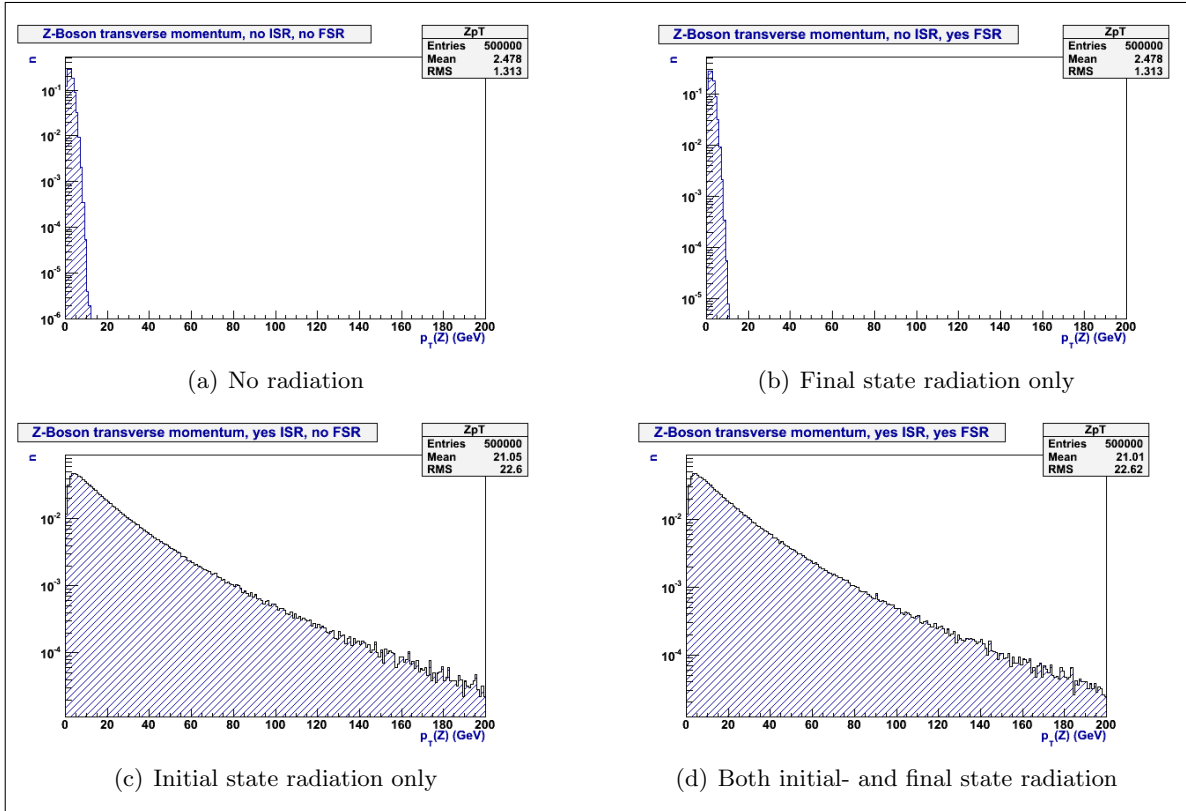 Z-Boson transverse momentum, no ISR, no FSR
ZpT
Entries 500000
Mean 2.478
RMS 1.313
n
10^-1
10^-2
10^-3
10^-4
10^-5
10^-6
0 20 40 60 80 100 120 140 160 180 200
p_T(Z) (GeV)
(a) No radiation
Z-Boson transverse momentum, no ISR, yes FSR
ZpT
Entries 500000
Mean 2.478
RMS 1.313
n
10^-1
10^-2
10^-3
10^-4
10^-5
0 20 40 60 80 100 120 140 160 180 200
p_T(Z) (GeV)
(b) Final state radiation only
Z-Boson transverse momentum, yes ISR, no FSR
ZpT
Entries 500000
Mean 21.05
RMS 22.6
n
10^-2
10^-3
10^-4
0 20 40 60 80 100 120 140 160 180 200
p_T(Z) (GeV)
(c) Initial state radiation only
Z-Boson transverse momentum, yes ISR, yes FSR
ZpT
Entries 500000
Mean 21.01
RMS 22.62
n
10^-2
10^-3
10^-4
0 20 40 60 80 100 120 140 160 180 200
p_T(Z) (GeV)
(d) Both initial- and final state radiation